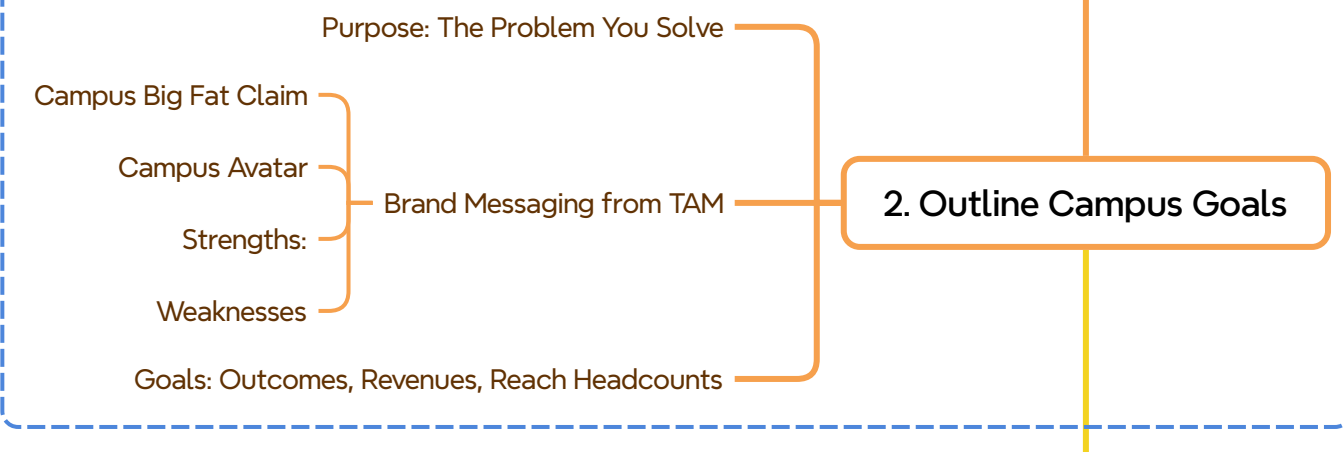 Purpose: The Problem You Solve
Campus Big Fat Claim
Campus Avatar
Brand Messaging from TAM
2. Outline Campus Goals
Strengths:
Weaknesses
Goals: Outcomes, Revenues, Reach Headcounts